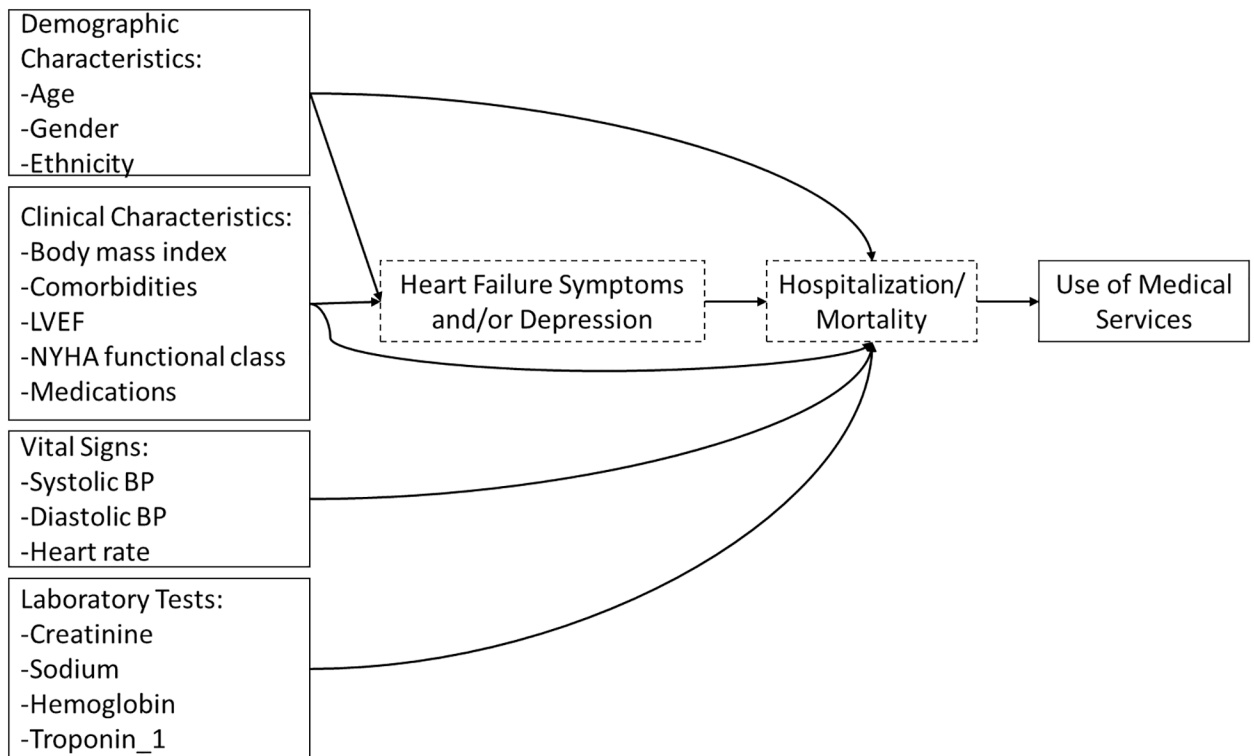 Demographic
Characteristics:
-Age
-Gender
-Ethnicity
Clinical Characteristics:
-Body mass index
-Comorbidities
-LVEF
-NYHA functional class
-Medications
Vital Signs:
-Systolic BP
-Diastolic BP
-Heart rate
Laboratory Tests:
-Creatinine
-Sodium
-Hemoglobin
-Troponin_1
Heart Failure Symptoms
and/or Depression
Hospitalization/
Mortality
Use of Medical
Services